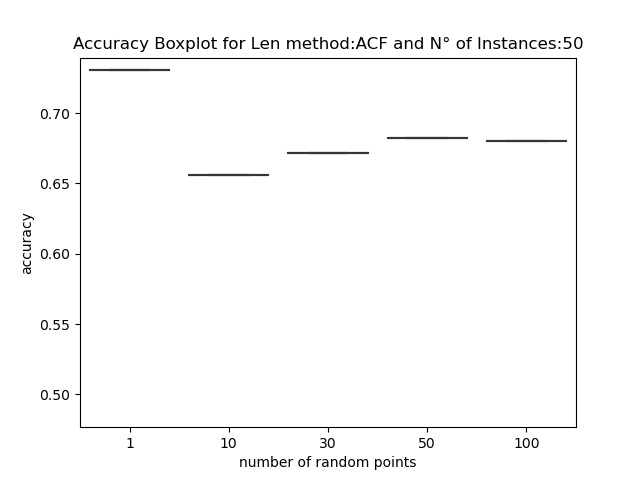 Accuracy Boxplot for Len method:ACF and N° of Instances:50
0.70
0.65
0.60
0.55
0.50
accuracy
1 10 30 50 100
number of random points